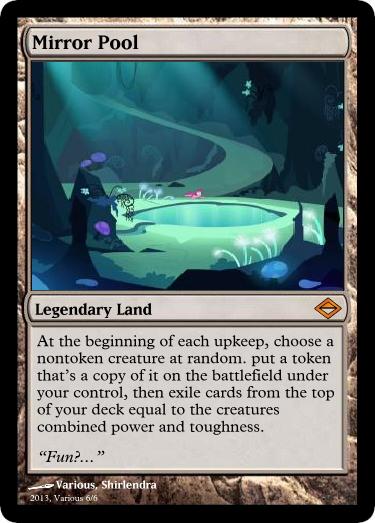 Mirror Pool
Legendary Land
At the beginning of each upkeep, choose a
nontoken creature at random. put a token
that's a copy of it on the battlefield under
your control, then exile cards from the top
of your deck equal to the creatures
combined power and toughness.
“Fun?...”
Various, Shirlendra
2013, Various 6/6